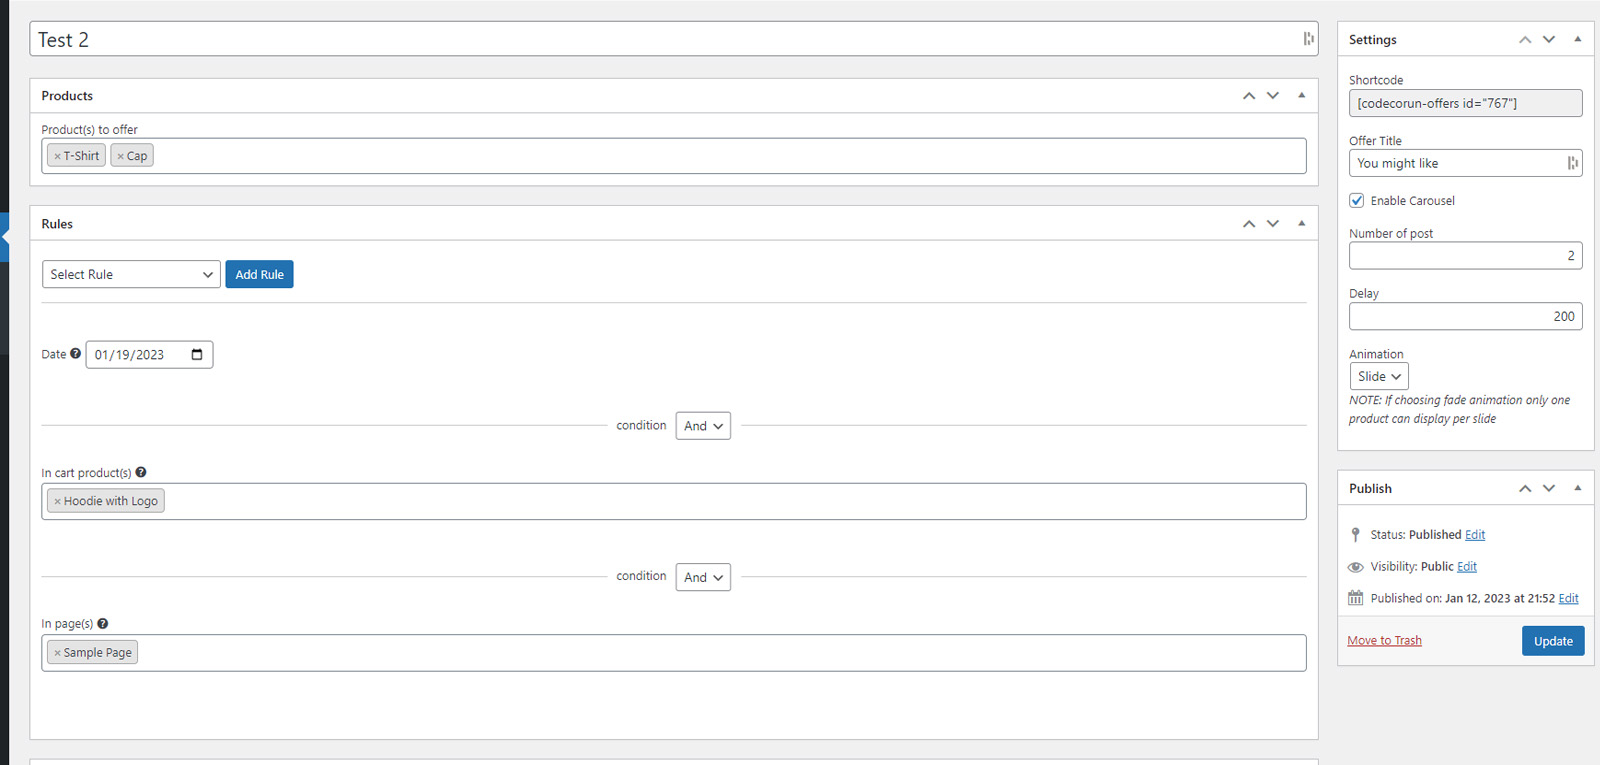 Test 2
Products
Product(s) to offer
× T-Shirt × Cap
Rules
Select Rule Add Rule
Date 01/19/2023
condition And
In cart product(s)
× Hoodie with Logo
condition And
In page(s)
× Sample Page
Settings
Shortcode
[codecorun-offers id="767"]
Offer Title
You might like
Enable Carousel
Number of post
2
Delay
200
Animation
Slide
NOTE: If choosing fade animation only one
product can display per slide
Publish
Status: Published Edit
Visibility: Public Edit
Published on: Jan 12, 2023 at 21:52 Edit
Move to Trash Update